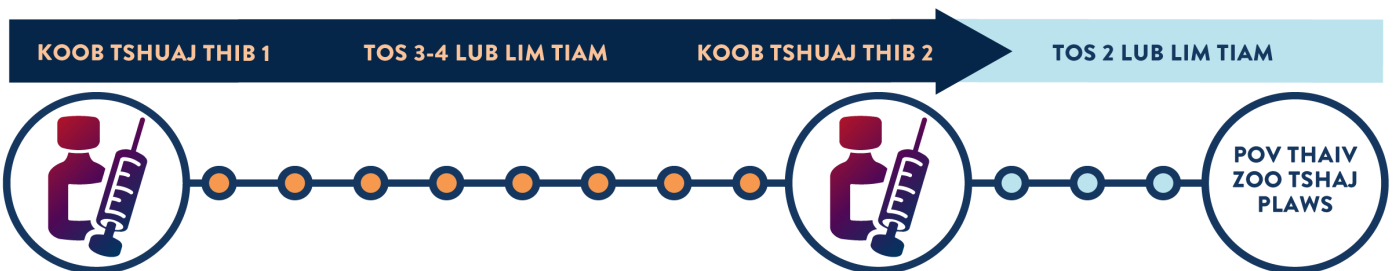 KOOB TSHUAJ THIB 1
TOS 3-4 LUB LIM TIAM
KOOB TSHUAJ THIB 2
TOS 2 LUB LIM TIAM
POV THAIV
ZOO TSHAJ
PLAWS